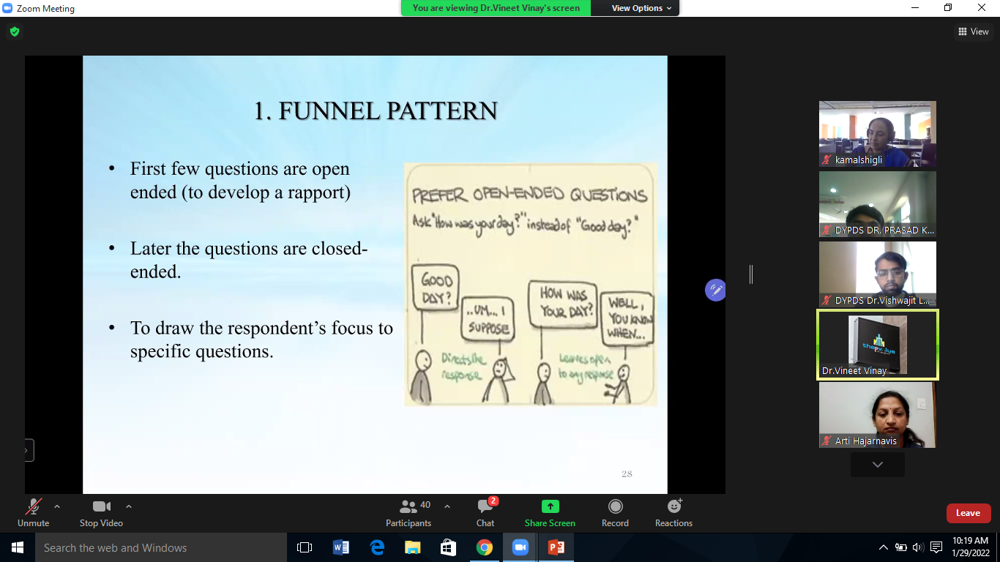 Zoom Meeting
You are viewing Dr.Vineet Vinay's screen
View Options
View
1. FUNNEL PATTERN
• First few questions are open
ended (to develop a rapport)
• Later the questions are closed-
ended.
• To draw the respondent’s focus to
specific questions.
PREFER OPEN-ENDED QUESTIONS
Ask "How was your day?" instead of "Good day?"
GOOD
DAY?
..UM... I
SUPPOSE
HOW WAS
YOUR DAY?
WELL,
YOU KNOW
WHEN...
Directs the
response
Leaves open
to any response
28
kamalshigli
DYPDS DR. PRASAD K...
DYPDS Dr.Vishwajit L...
thepvalue
Dr.Vineet Vinay
Arti Hajarnavis
Unmute
Stop Video
40
Participants
2
Chat
Share Screen
Record
Reactions
Leave
Search the web and Windows
10:19 AM
1/29/2022